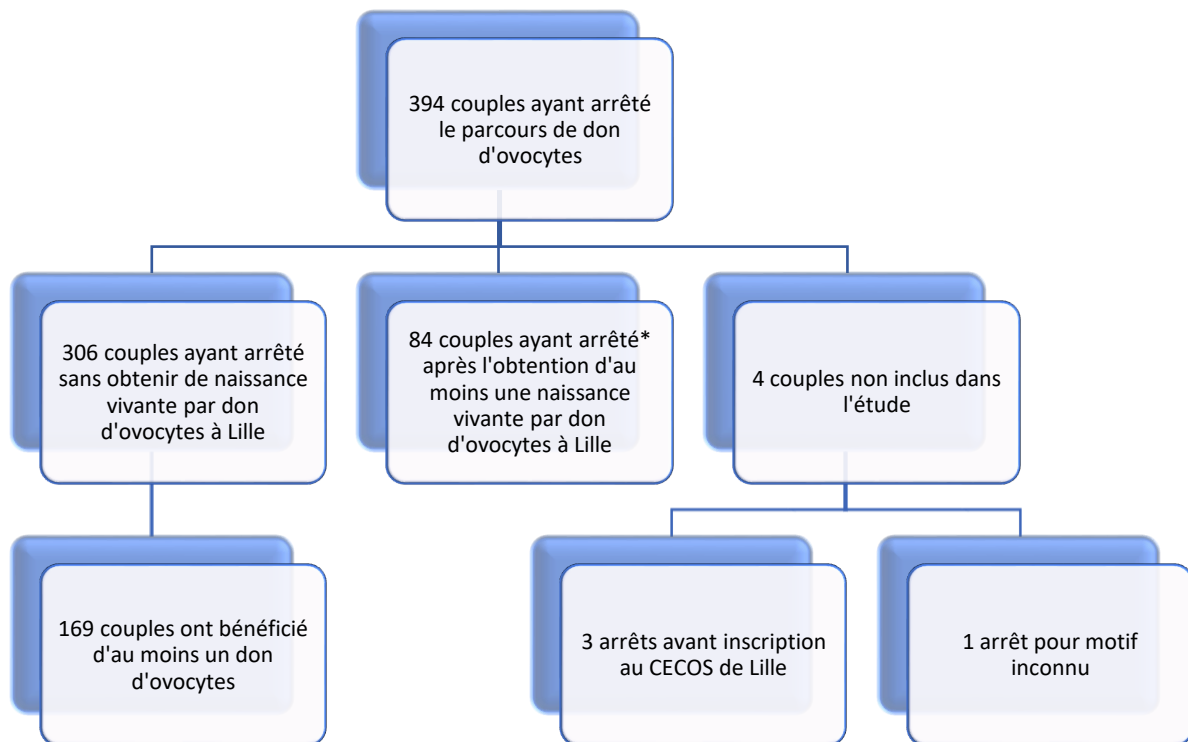 394 couples ayant arrêté
le parcours de don
d'ovocytes
306 couples ayant arrêté
sans obtenir de naissance
vivante par don
d'ovocytes à Lille
84 couples ayant arrêté*
après l'obtention d'au
moins une naissance
vivante par don
d'ovocytes à Lille
4 couples non inclus dans
l'étude
169 couples ont bénéficié
d'au moins un don
d'ovocytes
3 arrêts avant inscription
au CECOS de Lille
1 arrêt pour motif
inconnu